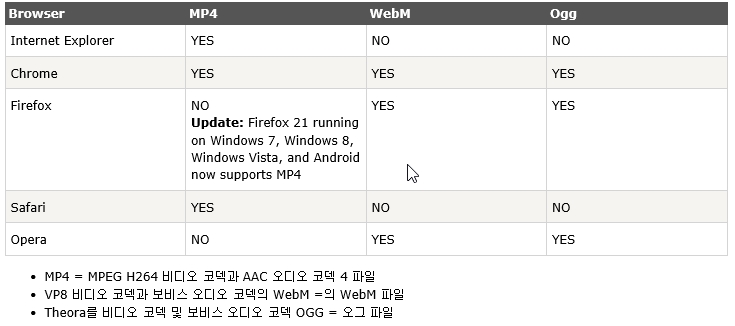 Browser MP4 WebM Ogg
Internet Explorer YES NO NO
Chrome YES YES YES
Firefox NO YES YES
Update: Firefox 21 running
on Windows 7, Windows 8,
Windows Vista, and Android
now supports MP4
Safari YES NO NO
Opera NO YES YES
• MP4 = MPEG H264 비디오 코덱과 AAC 오디오 코덱 4 파일
• VP8 비디오 코덱과 보비스 오디오 코덱의 WebM =의 WebM 파일
• Theora를 비디오 코덱 및 보비스 오디오 코덱 OGG = 오그 파일